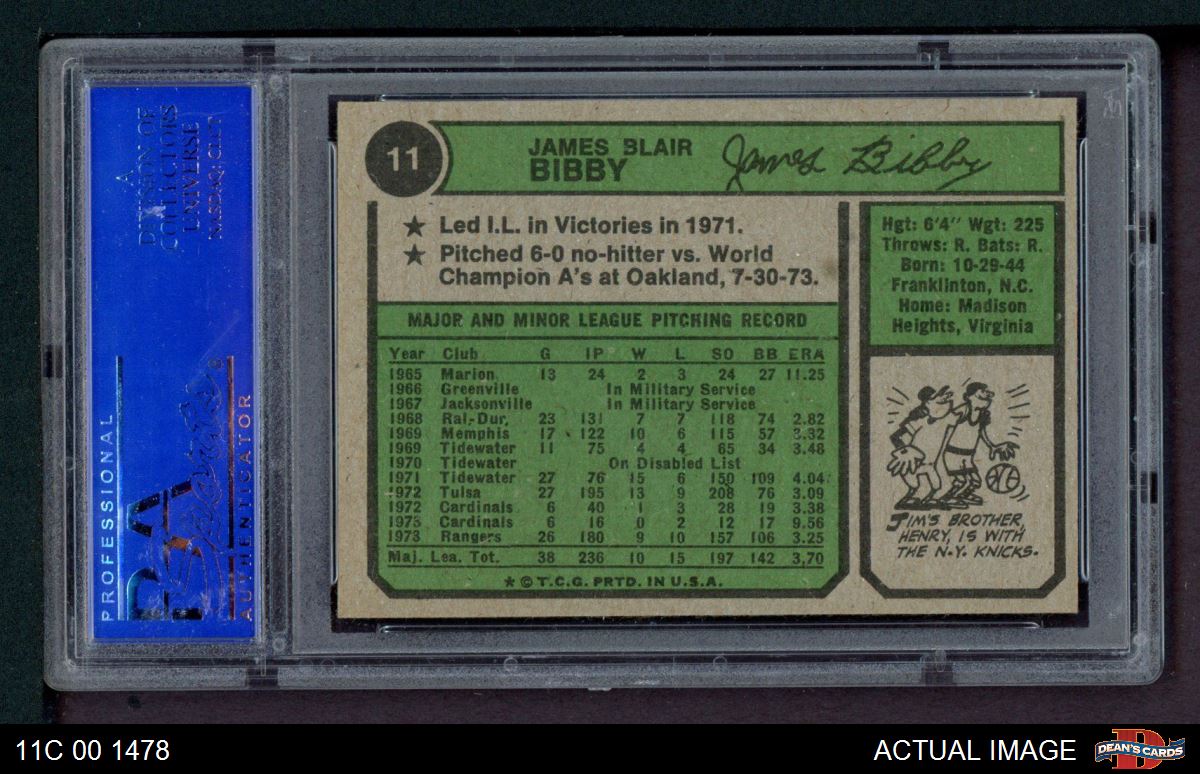 A
DIVISION OF
COLLECTORS
UNIVERSE
NASDAQ: CLCT
PROFESSIONAL
PSA
AUTHENTICATOR
11
JAMES BLAIR
BIBBY
James Bibby
★ Led I.L. in Victories in 1971.
★ Pitched 6-0 no-hitter vs. World
Champion A's at Oakland, 7-30-73.
MAJOR AND MINOR LEAGUE PITCHING RECORD
Year Club G IP W L SO BB ERA
1965 Marion 13 24 2 3 24 27 11.25
1966 Greenville In Military Service
1967 Jacksonville In Military Service
1968 Ral.-Dur. 23 131 7 7 118 74 2.82
1969 Memphis 17 122 10 6 115 57 3.32
1969 Tidewater 11 75 4 4 65 34 3.48
1970 Tidewater On Disabled List
1971 Tidewater 27 76 15 6 150 109 4.04
1972 Tulsa 27 195 13 9 208 76 3.09
1972 Cardinals 6 40 1 3 28 19 3.38
1973 Cardinals 6 16 0 2 12 17 9.56
1973 Rangers 26 180 9 10 157 106 3.25
Maj. Lea. Tot. 38 236 10 15 197 142 3.70
★ © T.C.G. PRTD. IN U.S.A.
Hgt: 6'4" Wgt: 225
Throws: R. Bats: R.
Born: 10-29-44
Franklinton, N.C.
Home: Madison
Heights, Virginia
JIM'S BROTHER,
HENRY, IS WITH
THE N.Y. KNICKS.
11C 00 1478
ACTUAL IMAGE
DEAN'S CARDS